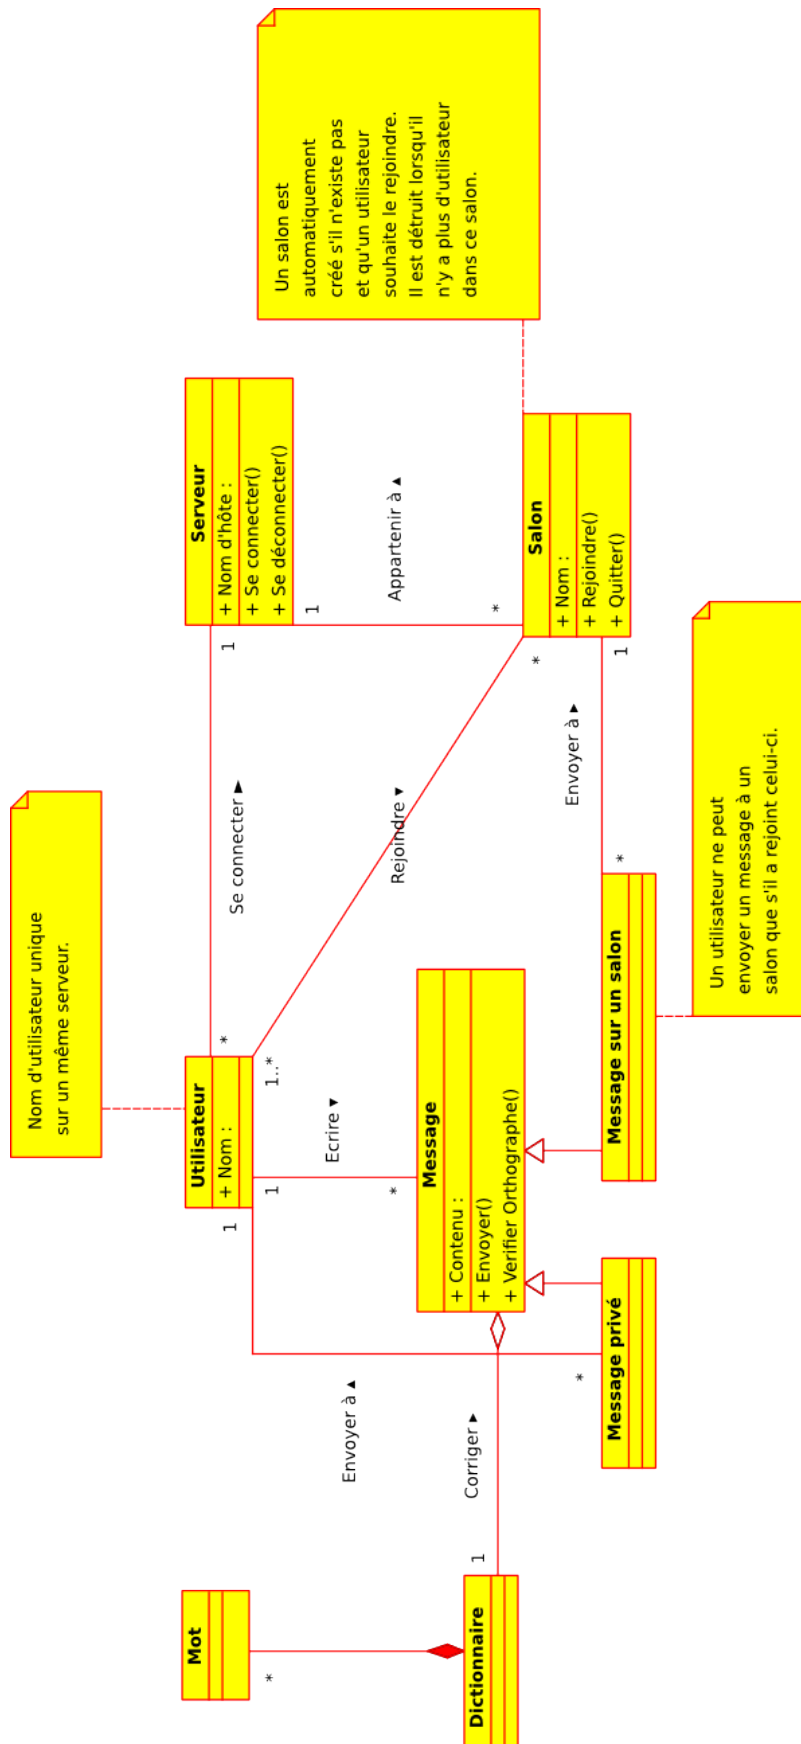 Nom d'utilisateur unique
sur un même serveur.
Mot
*
Utilisateur
+ Nom :
1
*
1
1..*
Se connecter ►
Serveur
+ Nom d'hôte :
+ Se connecter()
+ Se déconnecter()
1
1
Un salon est
automatiquement
créé s'il n'existe pas
et qu'un utilisateur
souhaite le rejoindre.
Il est détruit lorsqu'il
n'y a plus d'utilisateur
dans ce salon.
Envoyer à ▲
Ecrire ▼
Rejoindre ▼
Appartenir à ▲
*
*
*
Dictionnaire
1
Corriger ►
Message
+ Contenu :
+ Envoyer()
+ Verifier Orthographe()
Salon
+ Nom :
+ Rejoindre()
+ Quitter()
Envoyer à ►
1
*
*
Message privé
Message sur un salon
Un utilisateur ne peut
envoyer un message à un
salon que s'il a rejoint celui-ci.